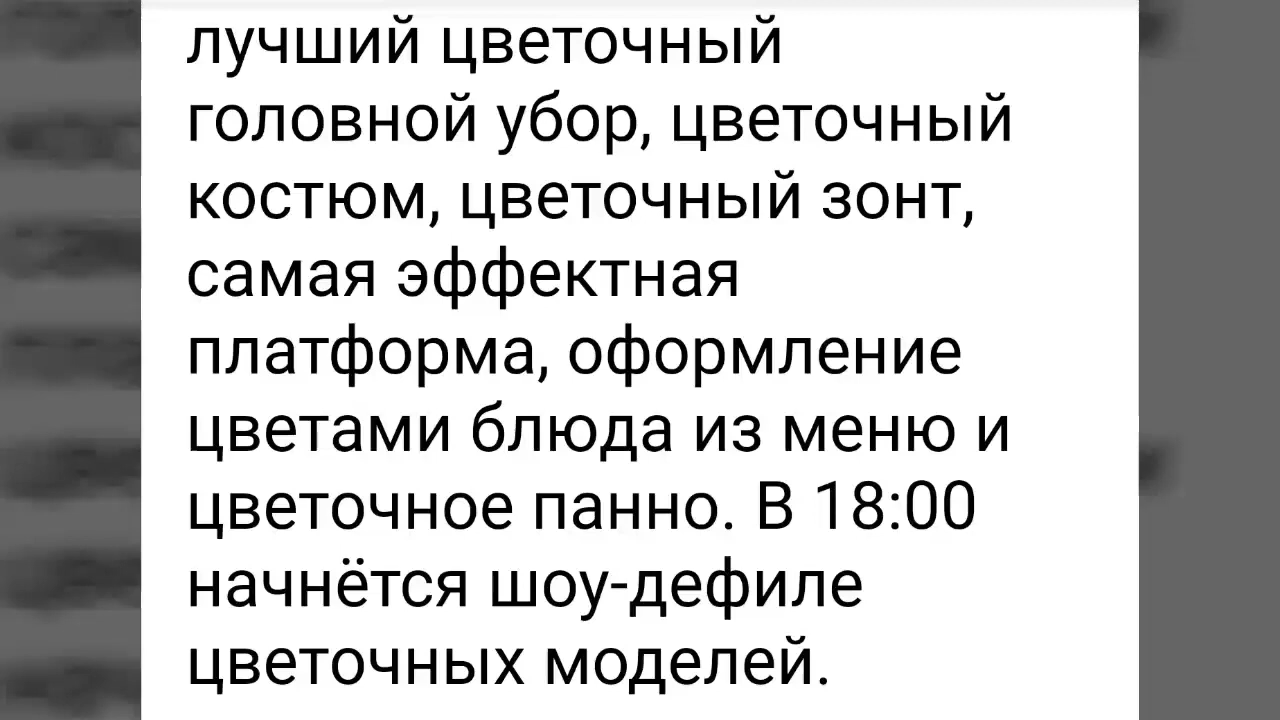 лучший цветочный
головной убор, цветочный
костюм, цветочный зонт,
самая эффектная
платформа, оформление
цветами блюда из меню и
цветочное панно. В 18:00
начнётся шоу-дефиле
цветочных моделей.